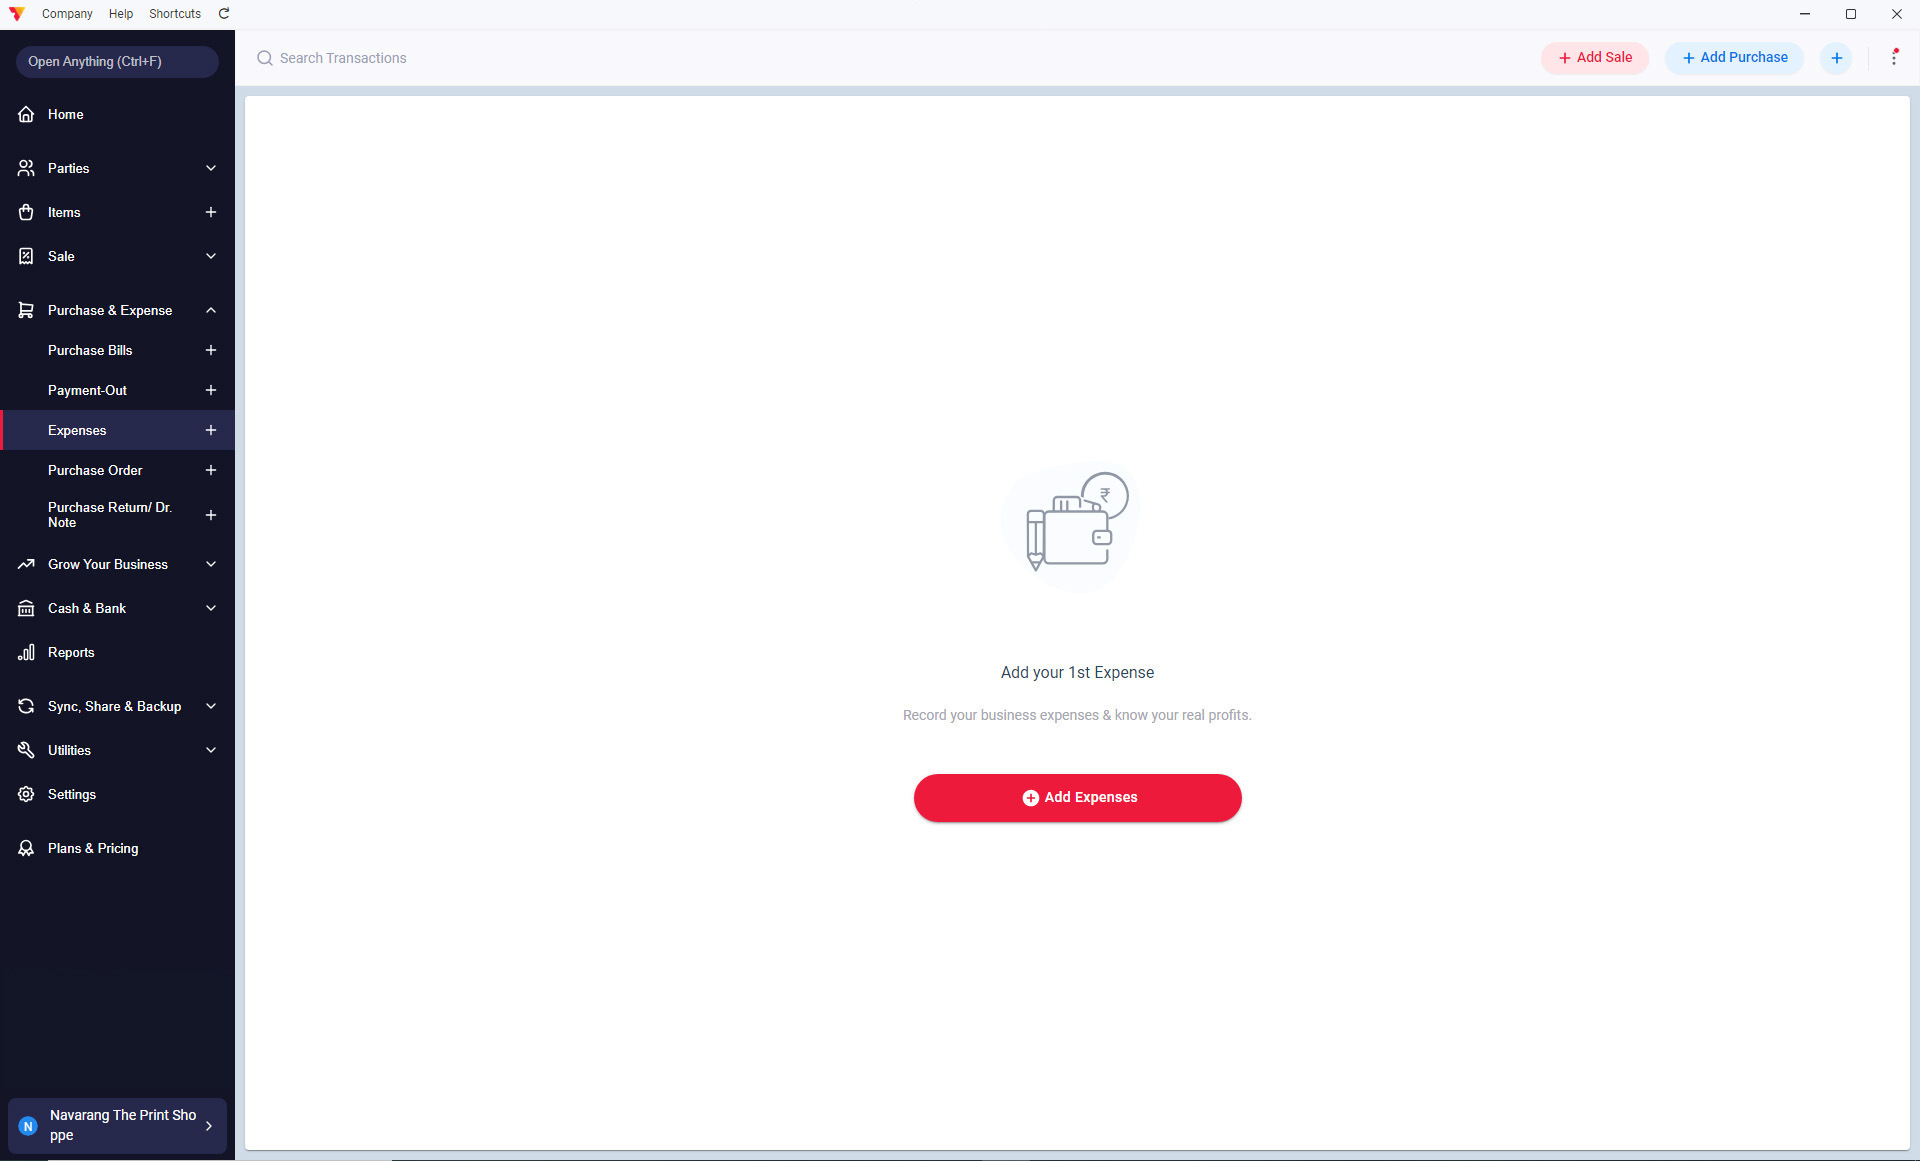 Company Help Shortcuts
Open Anything (Ctrl+F)
Search Transactions
Add Sale
Add Purchase
Home
Parties
Items
Sale
Purchase & Expense
Purchase Bills
Payment-Out
Expenses
Purchase Order
Purchase Return/ Dr.
Note
Grow Your Business
Cash & Bank
Reports
Sync, Share & Backup
Utilities
Settings
Plans & Pricing
N
Navarang The Print Sho
ppe
₹
Add your 1st Expense
Record your business expenses & know your real profits.
Add Expenses